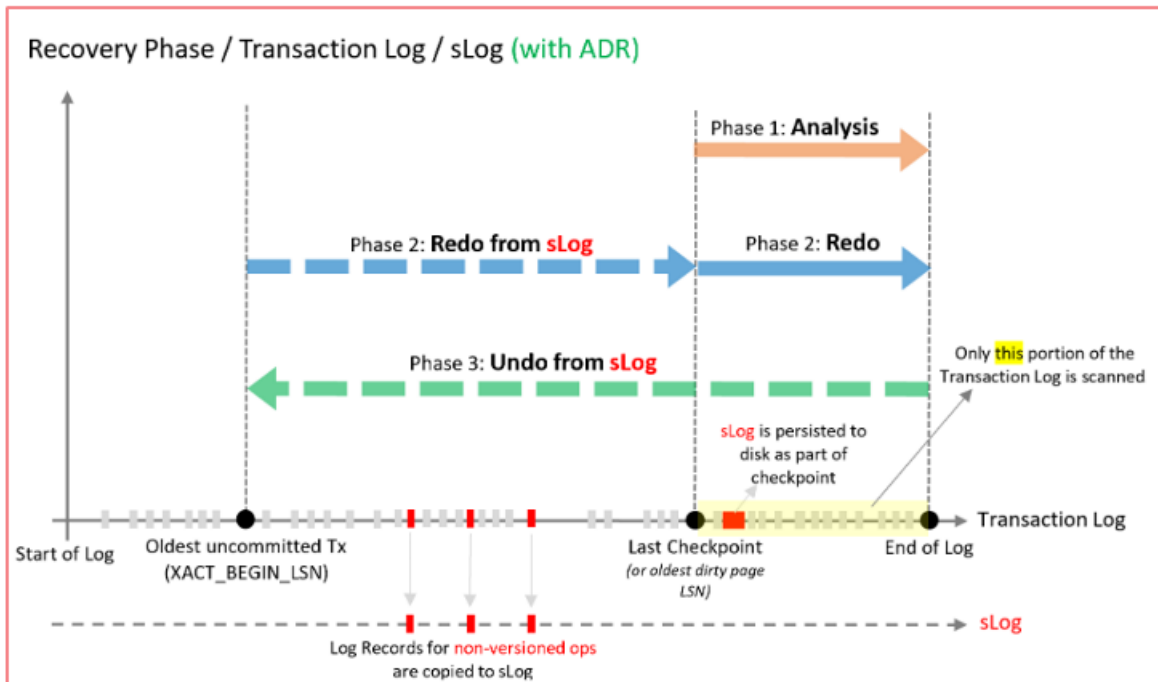 Recovery Phase / Transaction Log / sLog (with ADR)
Phase 1: Analysis
Phase 2: Redo from sLog
Phase 2: Redo
Phase 3: Undo from sLog
Only this portion of the
Transaction Log is scanned
sLog is persisted to
disk as part of
checkpoint
Transaction Log
Start of Log
Oldest uncommitted Tx
(XACT_BEGIN_LSN)
Last Checkpoint
(or oldest dirty page
LSN)
End of Log
sLog
Log Records for non-versioned ops
are copied to sLog